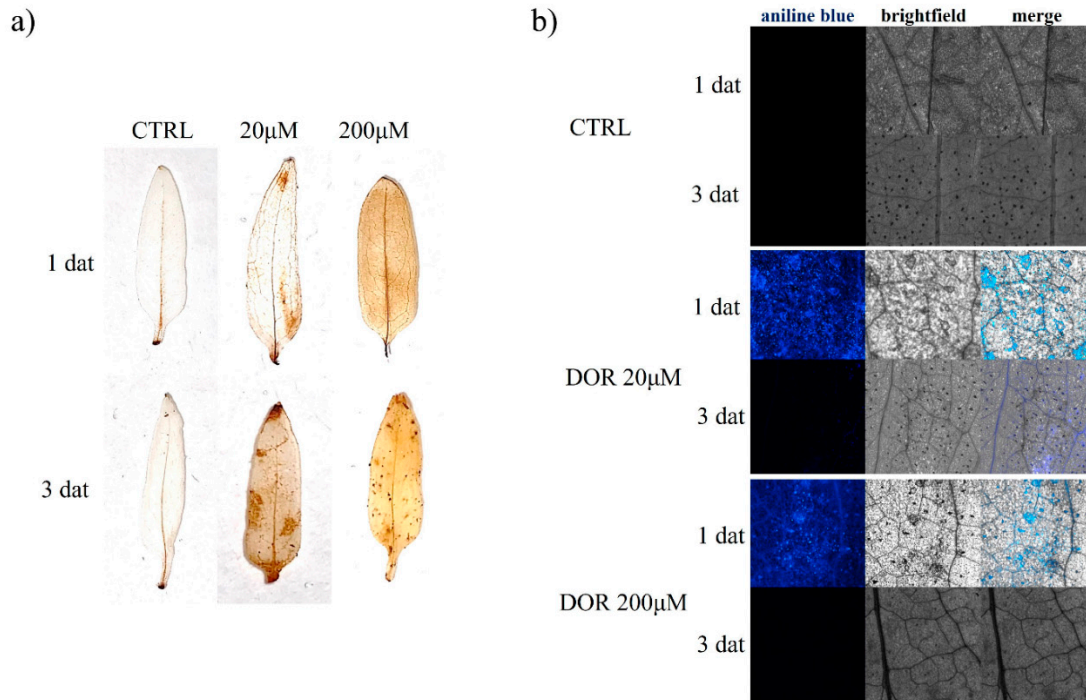 a)
CTRL 20μM 200μM
1 dat
3 dat
b)
aniline blue brightfield merge
CTRL
1 dat
3 dat
DOR 20μM
1 dat
3 dat
DOR 200μM
1 dat
3 dat